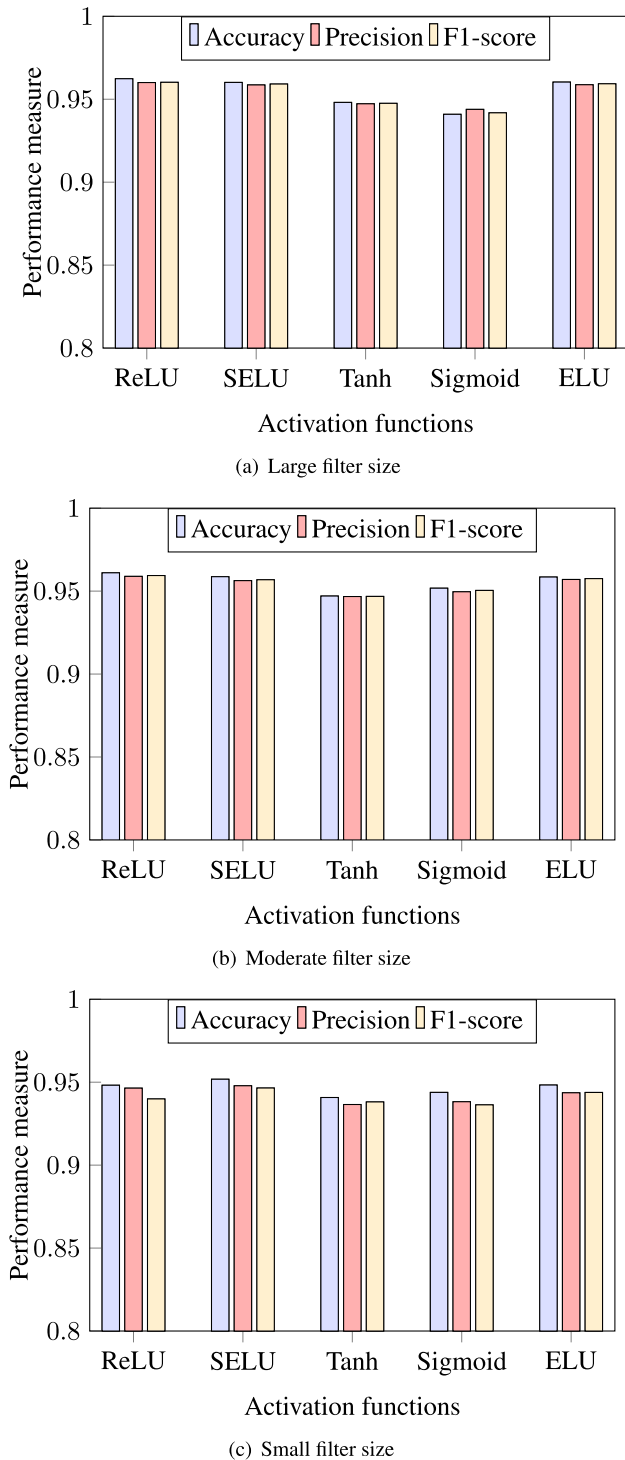 1
Accuracy Precision F1-score
0.95
0.9
0.85
0.8
Performance measure
ReLU SELU Tanh Sigmoid ELU
Activation functions
(a) Large filter size
1
Accuracy Precision F1-score
0.95
0.9
0.85
0.8
Performance measure
ReLU SELU Tanh Sigmoid ELU
Activation functions
(b) Moderate filter size
1
Accuracy Precision F1-score
0.95
0.9
0.85
0.8
Performance measure
ReLU SELU Tanh Sigmoid ELU
Activation functions
(c) Small filter size